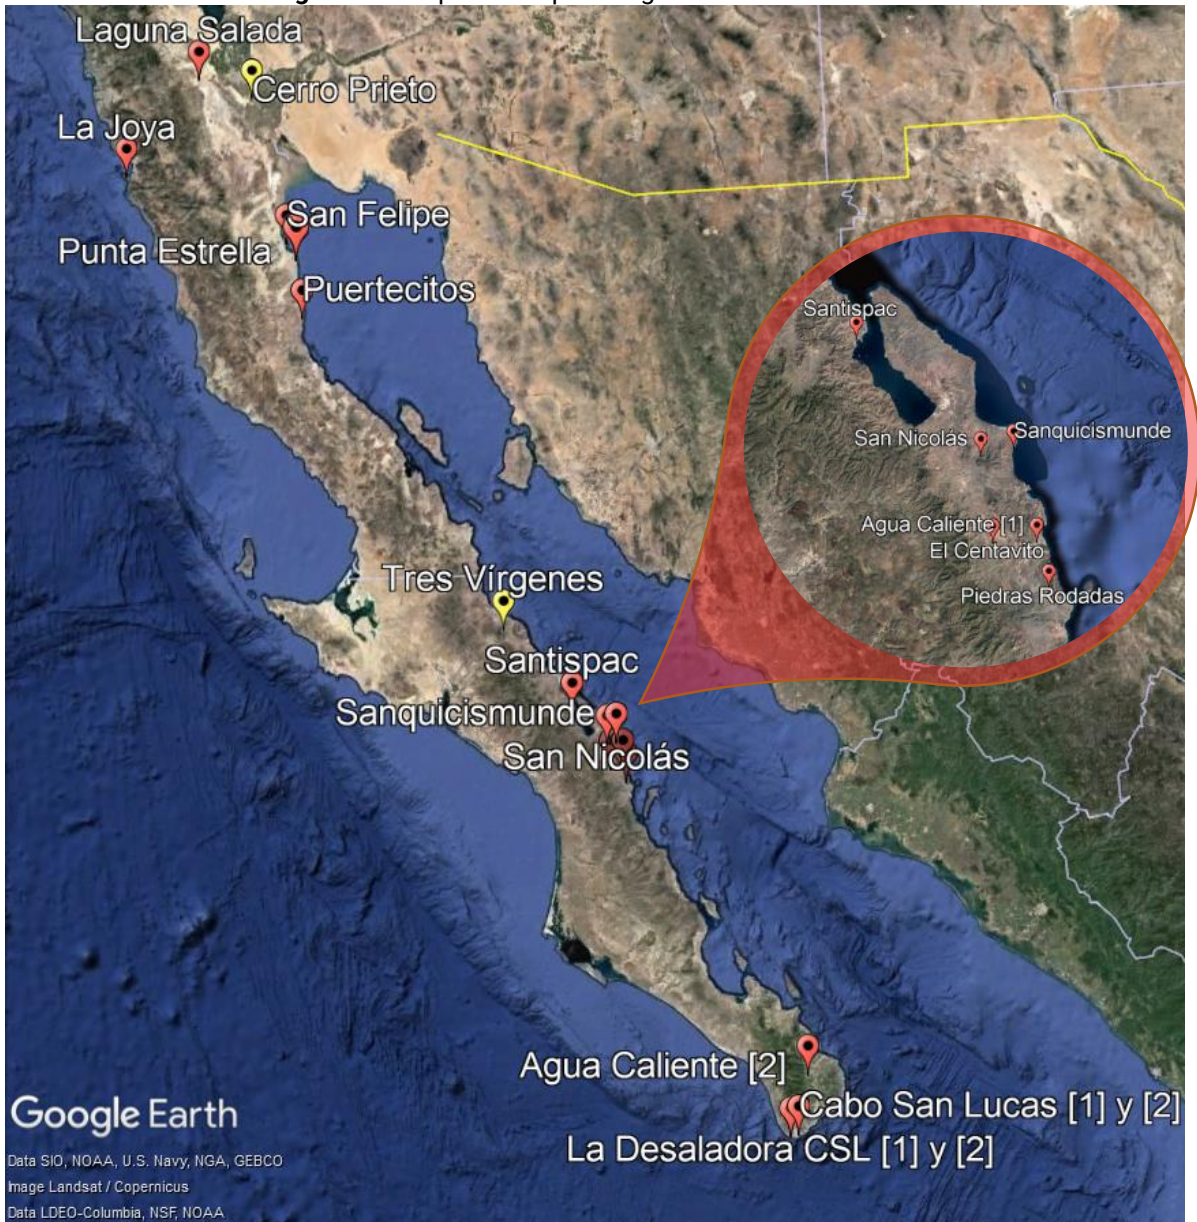 Laguna Salada
Cerro Prieto
La Joya
San Felipe
Punta Estrella
Puertecitos
Santispac
San Nicolás
Sanquicismunde
Agua Caliente [1]
El Centavito
Piedras Rodadas
Tres Vírgenes
Santispac
Sanquicismunde
San Nicolás
Agua Caliente [2]
Cabo San Lucas [1] y [2]
La Desaladora CSL [1] y [2]
Google Earth
Data SIO, NOAA, U.S. Navy, NGA, GEBCO
Image Landsat / Copernicus
Data LDEO-Columbia, NSF, NOAA